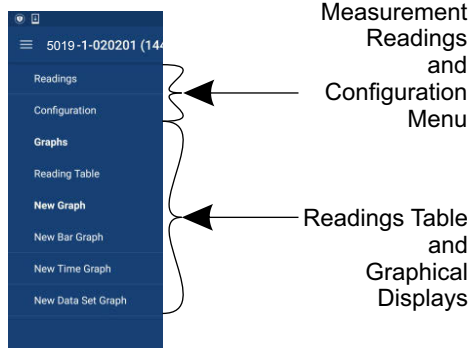 5019-1-020201 (144
Readings
Configuration
Graphs
Reading Table
New Graph
New Bar Graph
New Time Graph
New Data Set Graph
Measurement
Readings
and
Configuration
Menu
Readings Table
and
Graphical
Displays